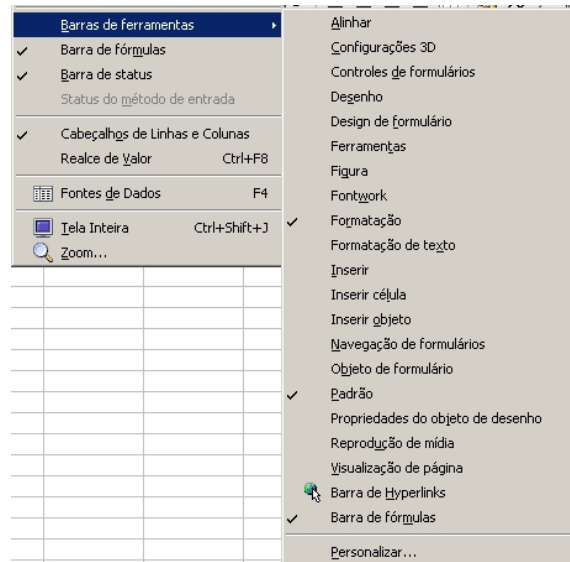 Barras de ferramentas
Barra de fórmulas
Barra de status
Status do método de entrada
Cabeçalhos de Linhas e Colunas
Realce de Valor Ctrl+F8
Fontes de Dados F4
Tela Inteira Ctrl+Shift+J
Zoom...
Alinhar
Configurações 3D
Controles de formulários
Desenho
Design de formulário
Ferramentas
Figura
Fontwork
Formatação
Formatação de texto
Inserir
Inserir célula
Inserir objeto
Navegação de formulários
Objeto de formulário
Padrão
Propriedades do objeto de desenho
Reprodução de mídia
Visualização de página
Barra de Hyperlinks
Barra de fórmulas
Personalizar...